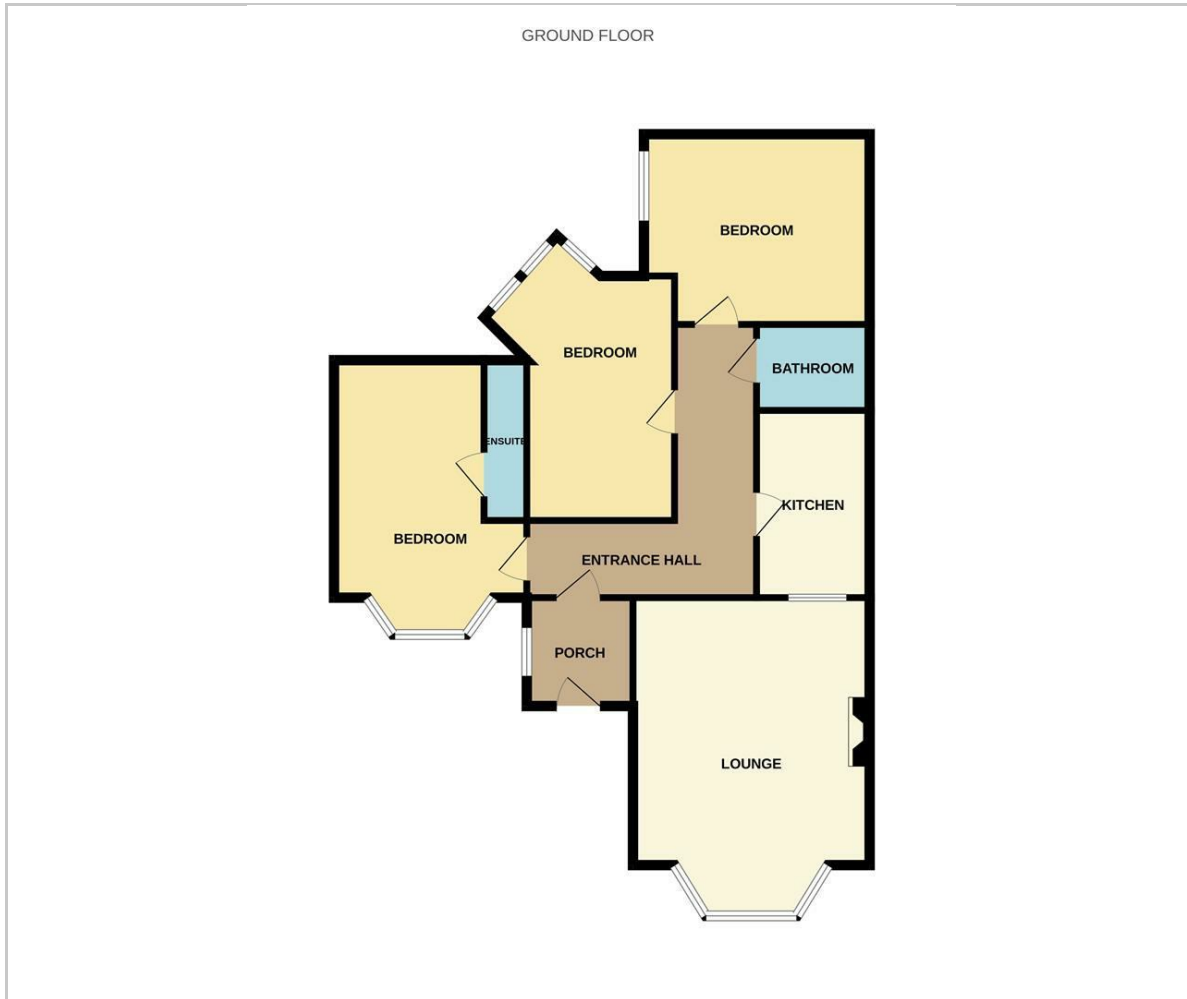 GROUND FLOOR
BEDROOM
BEDROOM
BATHROOM
ENSUITE
KITCHEN
BEDROOM
ENTRANCE HALL
PORCH
LOUNGE